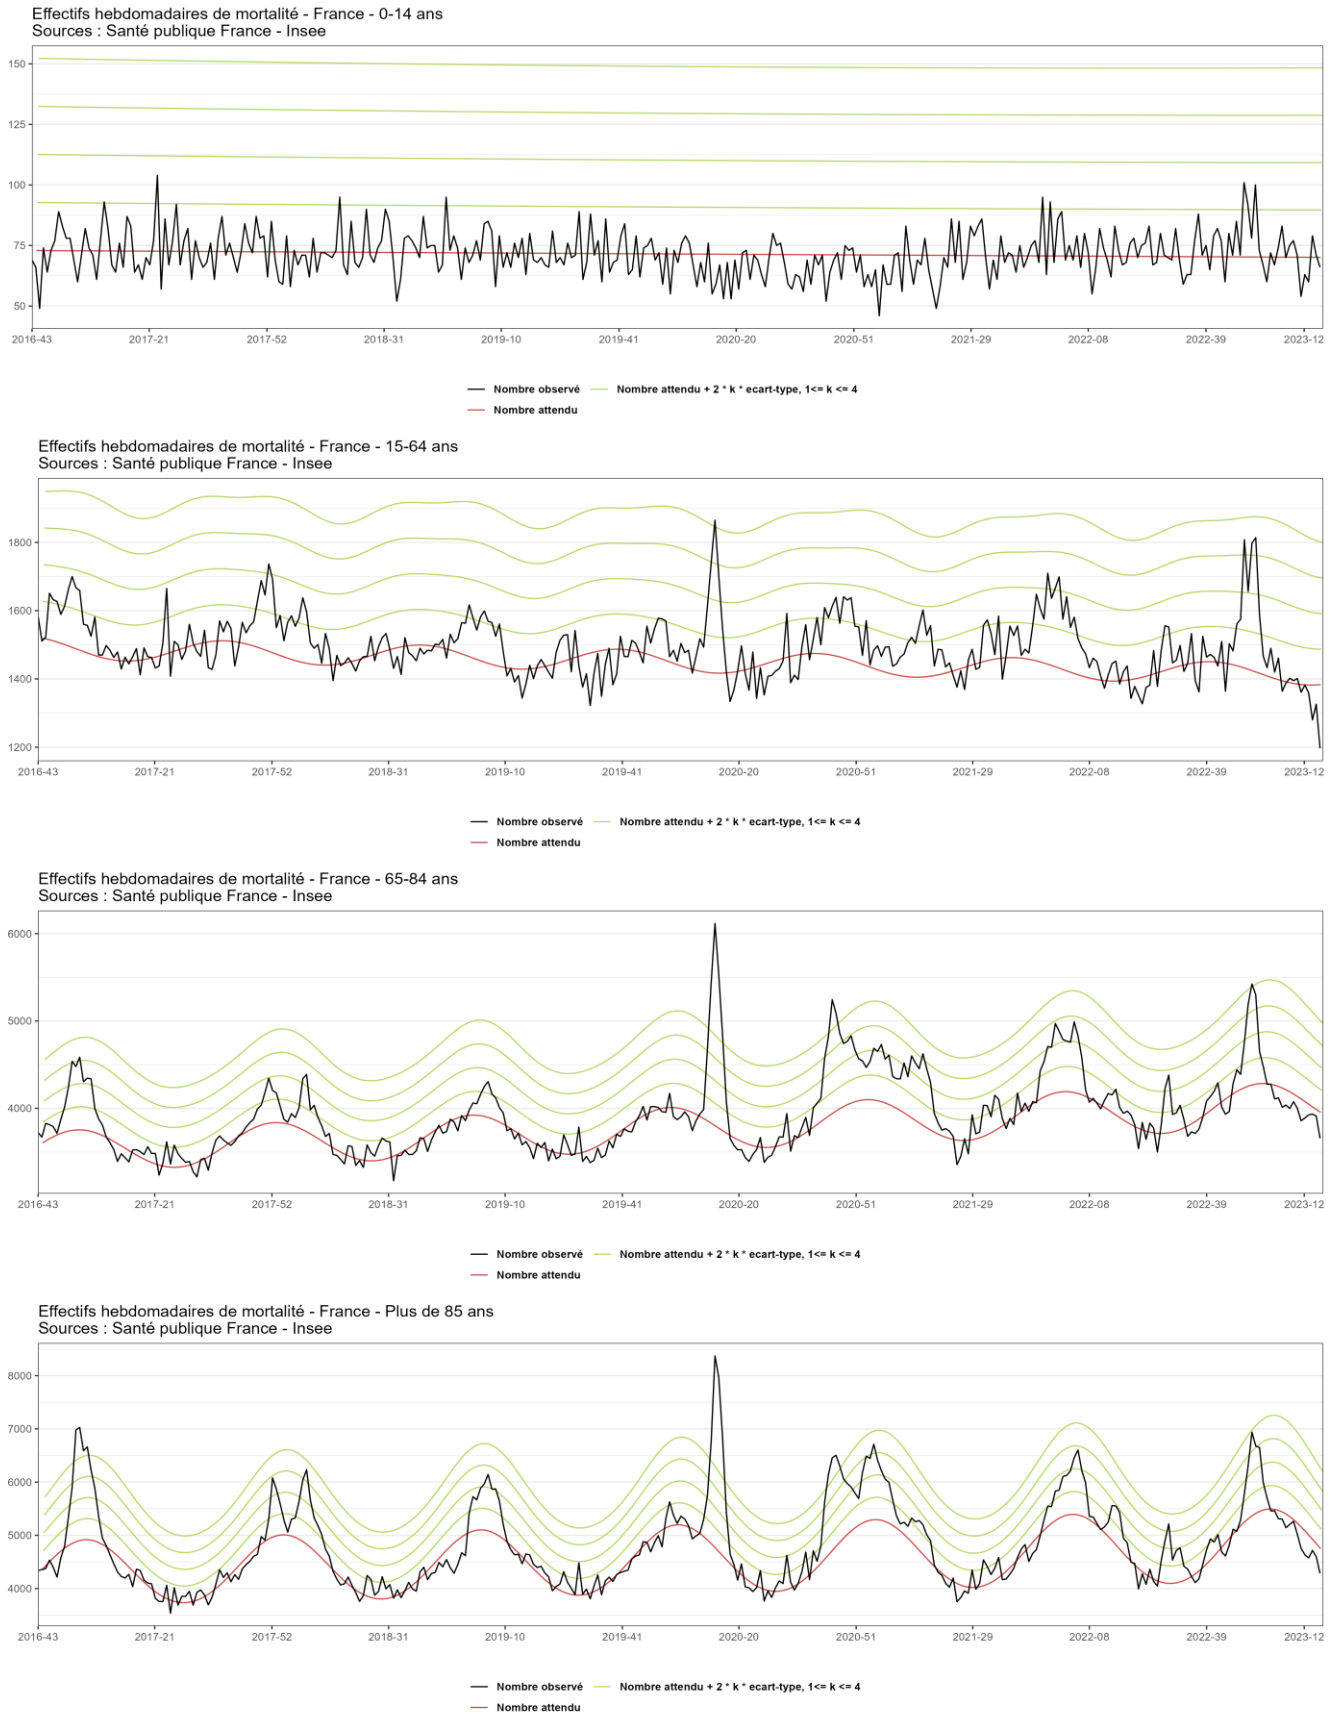 Effectifs hebdomadaires de mortalité - France - 0-14 ans
Sources : Santé publique France - Insee
150
125
100
75
50
2016-43 2017-21 2017-52 2018-31 2019-10 2019-41 2020-20 2020-51 2021-29 2022-08 2022-39 2023-12
Nombre observé Nombre attendu + 2 * k * ecart-type, 1<= k <= 4
Nombre attendu
Effectifs hebdomadaires de mortalité - France - 15-64 ans
Sources : Santé publique France - Insee
1800
1600
1400
1200
2016-43 2017-21 2017-52 2018-31 2019-10 2019-41 2020-20 2020-51 2021-29 2022-08 2022-39 2023-12
Nombre observé Nombre attendu + 2 * k * ecart-type, 1<= k <= 4
Nombre attendu
Effectifs hebdomadaires de mortalité - France - 65-84 ans
Sources : Santé publique France - Insee
6000
5000
4000
2016-43 2017-21 2017-52 2018-31 2019-10 2019-41 2020-20 2020-51 2021-29 2022-08 2022-39 2023-12
Nombre observé Nombre attendu + 2 * k * ecart-type, 1<= k <= 4
Nombre attendu
Effectifs hebdomadaires de mortalité - France - Plus de 85 ans
Sources : Santé publique France - Insee
8000
7000
6000
5000
4000
2016-43 2017-21 2017-52 2018-31 2019-10 2019-41 2020-20 2020-51 2021-29 2022-08 2022-39 2023-12
Nombre observé Nombre attendu + 2 * k * ecart-type, 1<= k <= 4
Nombre attendu